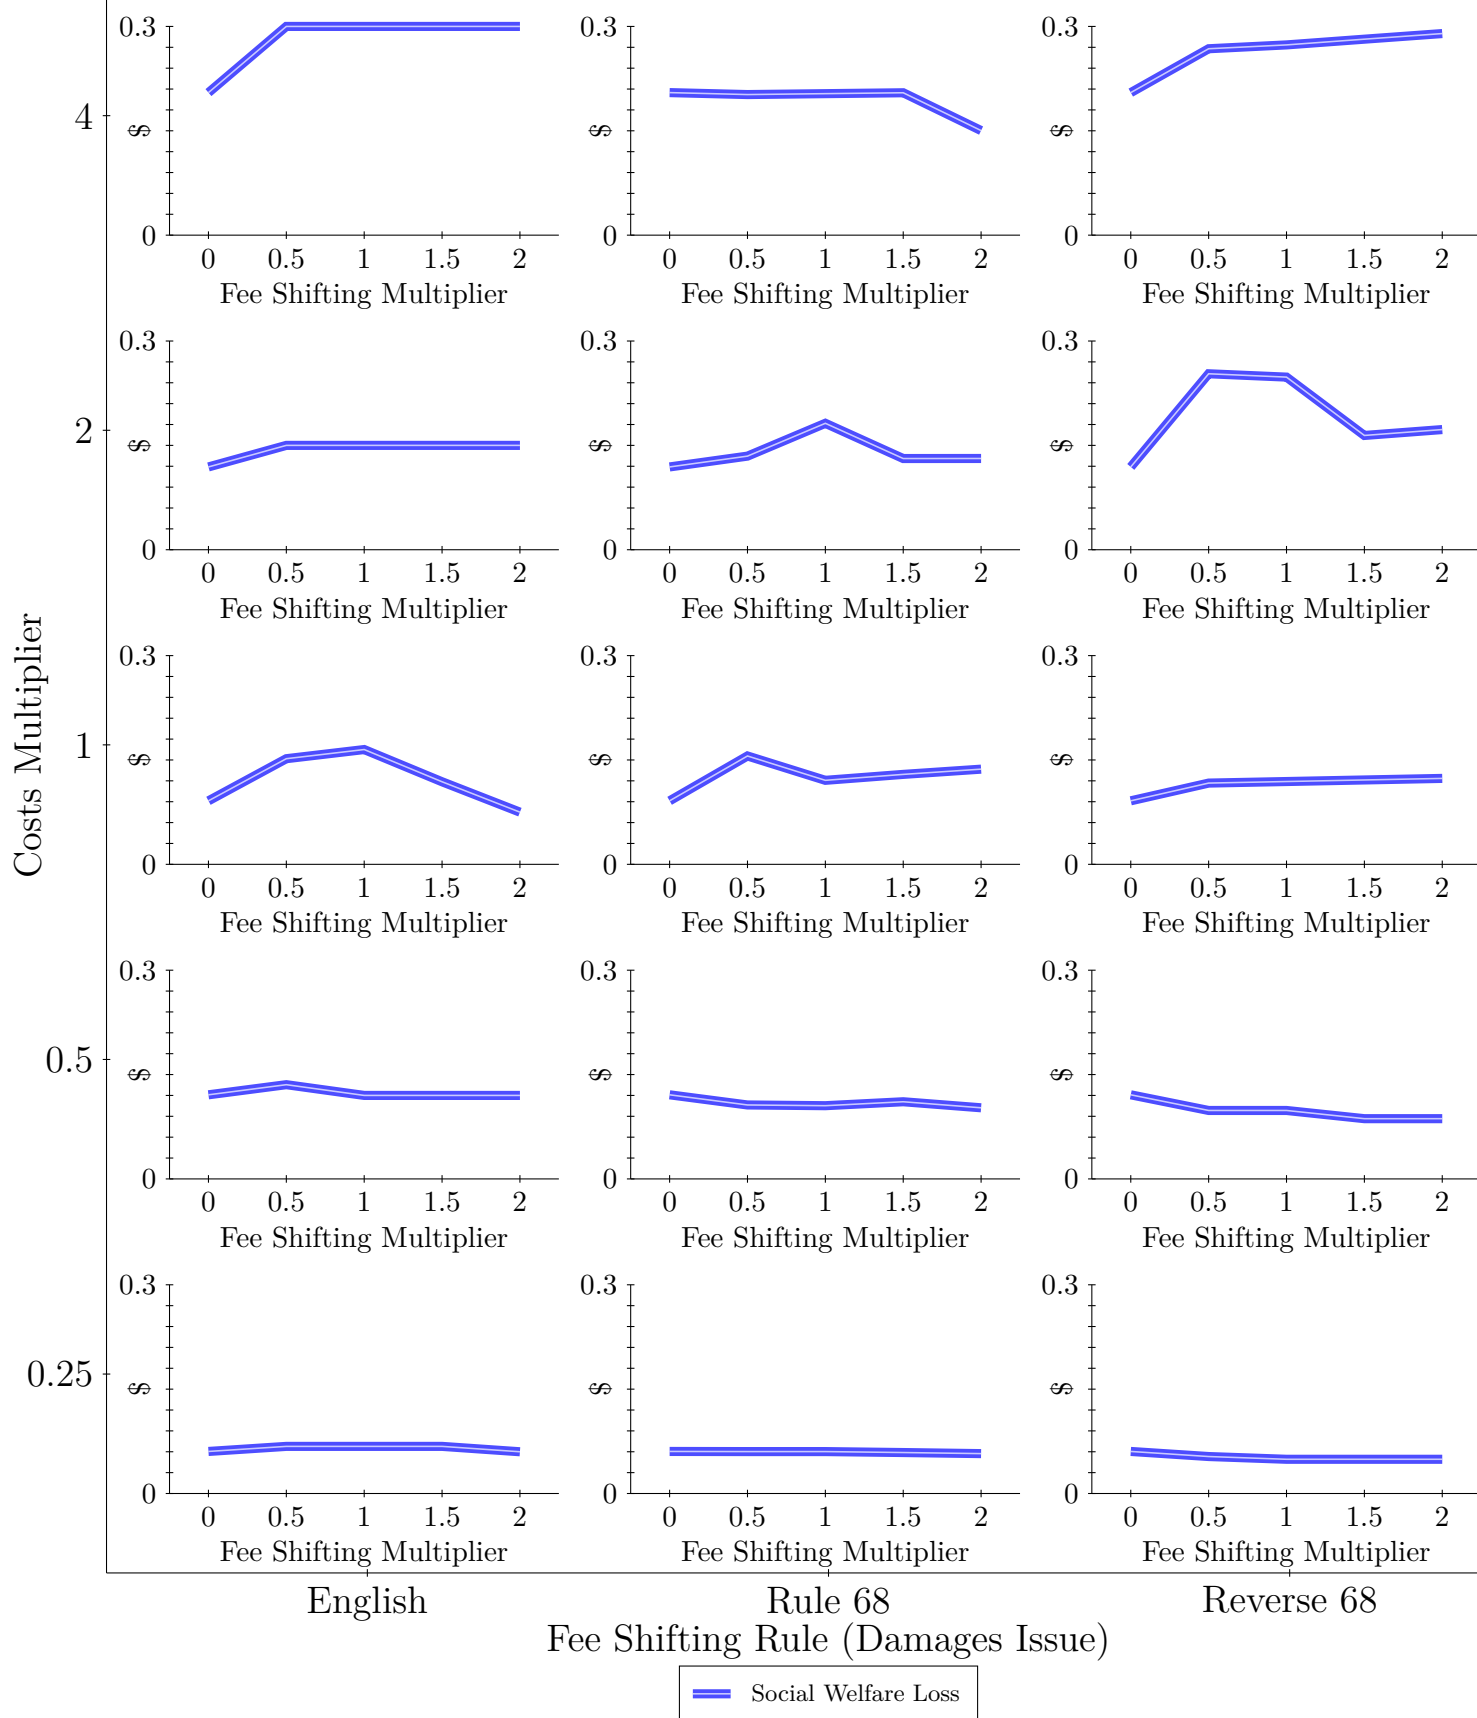 0.3 0.3 0.3
4 $ $ $
0 0 0
0 0.5 1 1.5 2 0 0.5 1 1.5 2 0 0.5 1 1.5 2
Fee Shifting Multiplier Fee Shifting Multiplier Fee Shifting Multiplier
0.3 0.3 0.3
2 $ $ $
0 0 0
0 0.5 1 1.5 2 0 0.5 1 1.5 2 0 0.5 1 1.5 2
Fee Shifting Multiplier Fee Shifting Multiplier Fee Shifting Multiplier
Costs Multiplier
0.3 0.3 0.3
1 $ $ $
0 0 0
0 0.5 1 1.5 2 0 0.5 1 1.5 2 0 0.5 1 1.5 2
Fee Shifting Multiplier Fee Shifting Multiplier Fee Shifting Multiplier
0.3 0.3 0.3
0.5 $ $ $
0 0 0
0 0.5 1 1.5 2 0 0.5 1 1.5 2 0 0.5 1 1.5 2
Fee Shifting Multiplier Fee Shifting Multiplier Fee Shifting Multiplier
0.3 0.3 0.3
0.25 $ $ $
0 0 0
0 0.5 1 1.5 2 0 0.5 1 1.5 2 0 0.5 1 1.5 2
Fee Shifting Multiplier Fee Shifting Multiplier Fee Shifting Multiplier
English Rule 68 Reverse 68
Fee Shifting Rule (Damages Issue)
Social Welfare Loss